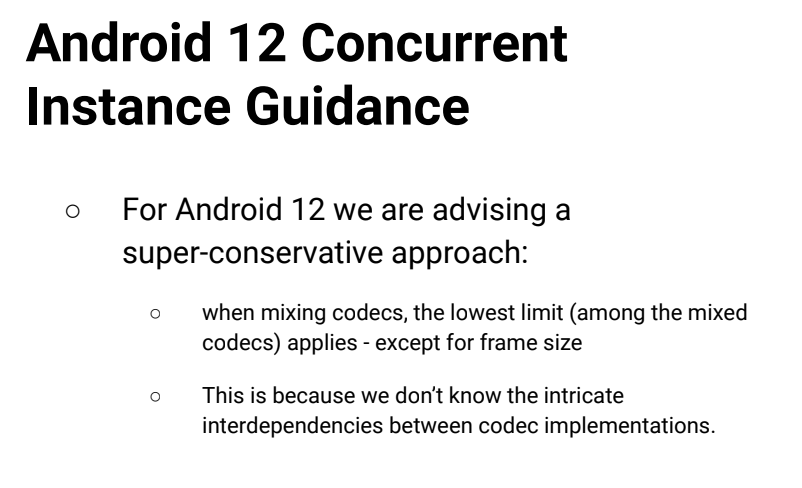 Android 12 Concurrent
Instance Guidance
○ For Android 12 we are advising a
super-conservative approach:
○ when mixing codecs, the lowest limit (among the mixed
codecs) applies - except for frame size
○ This is because we don’t know the intricate
interdependencies between codec implementations.